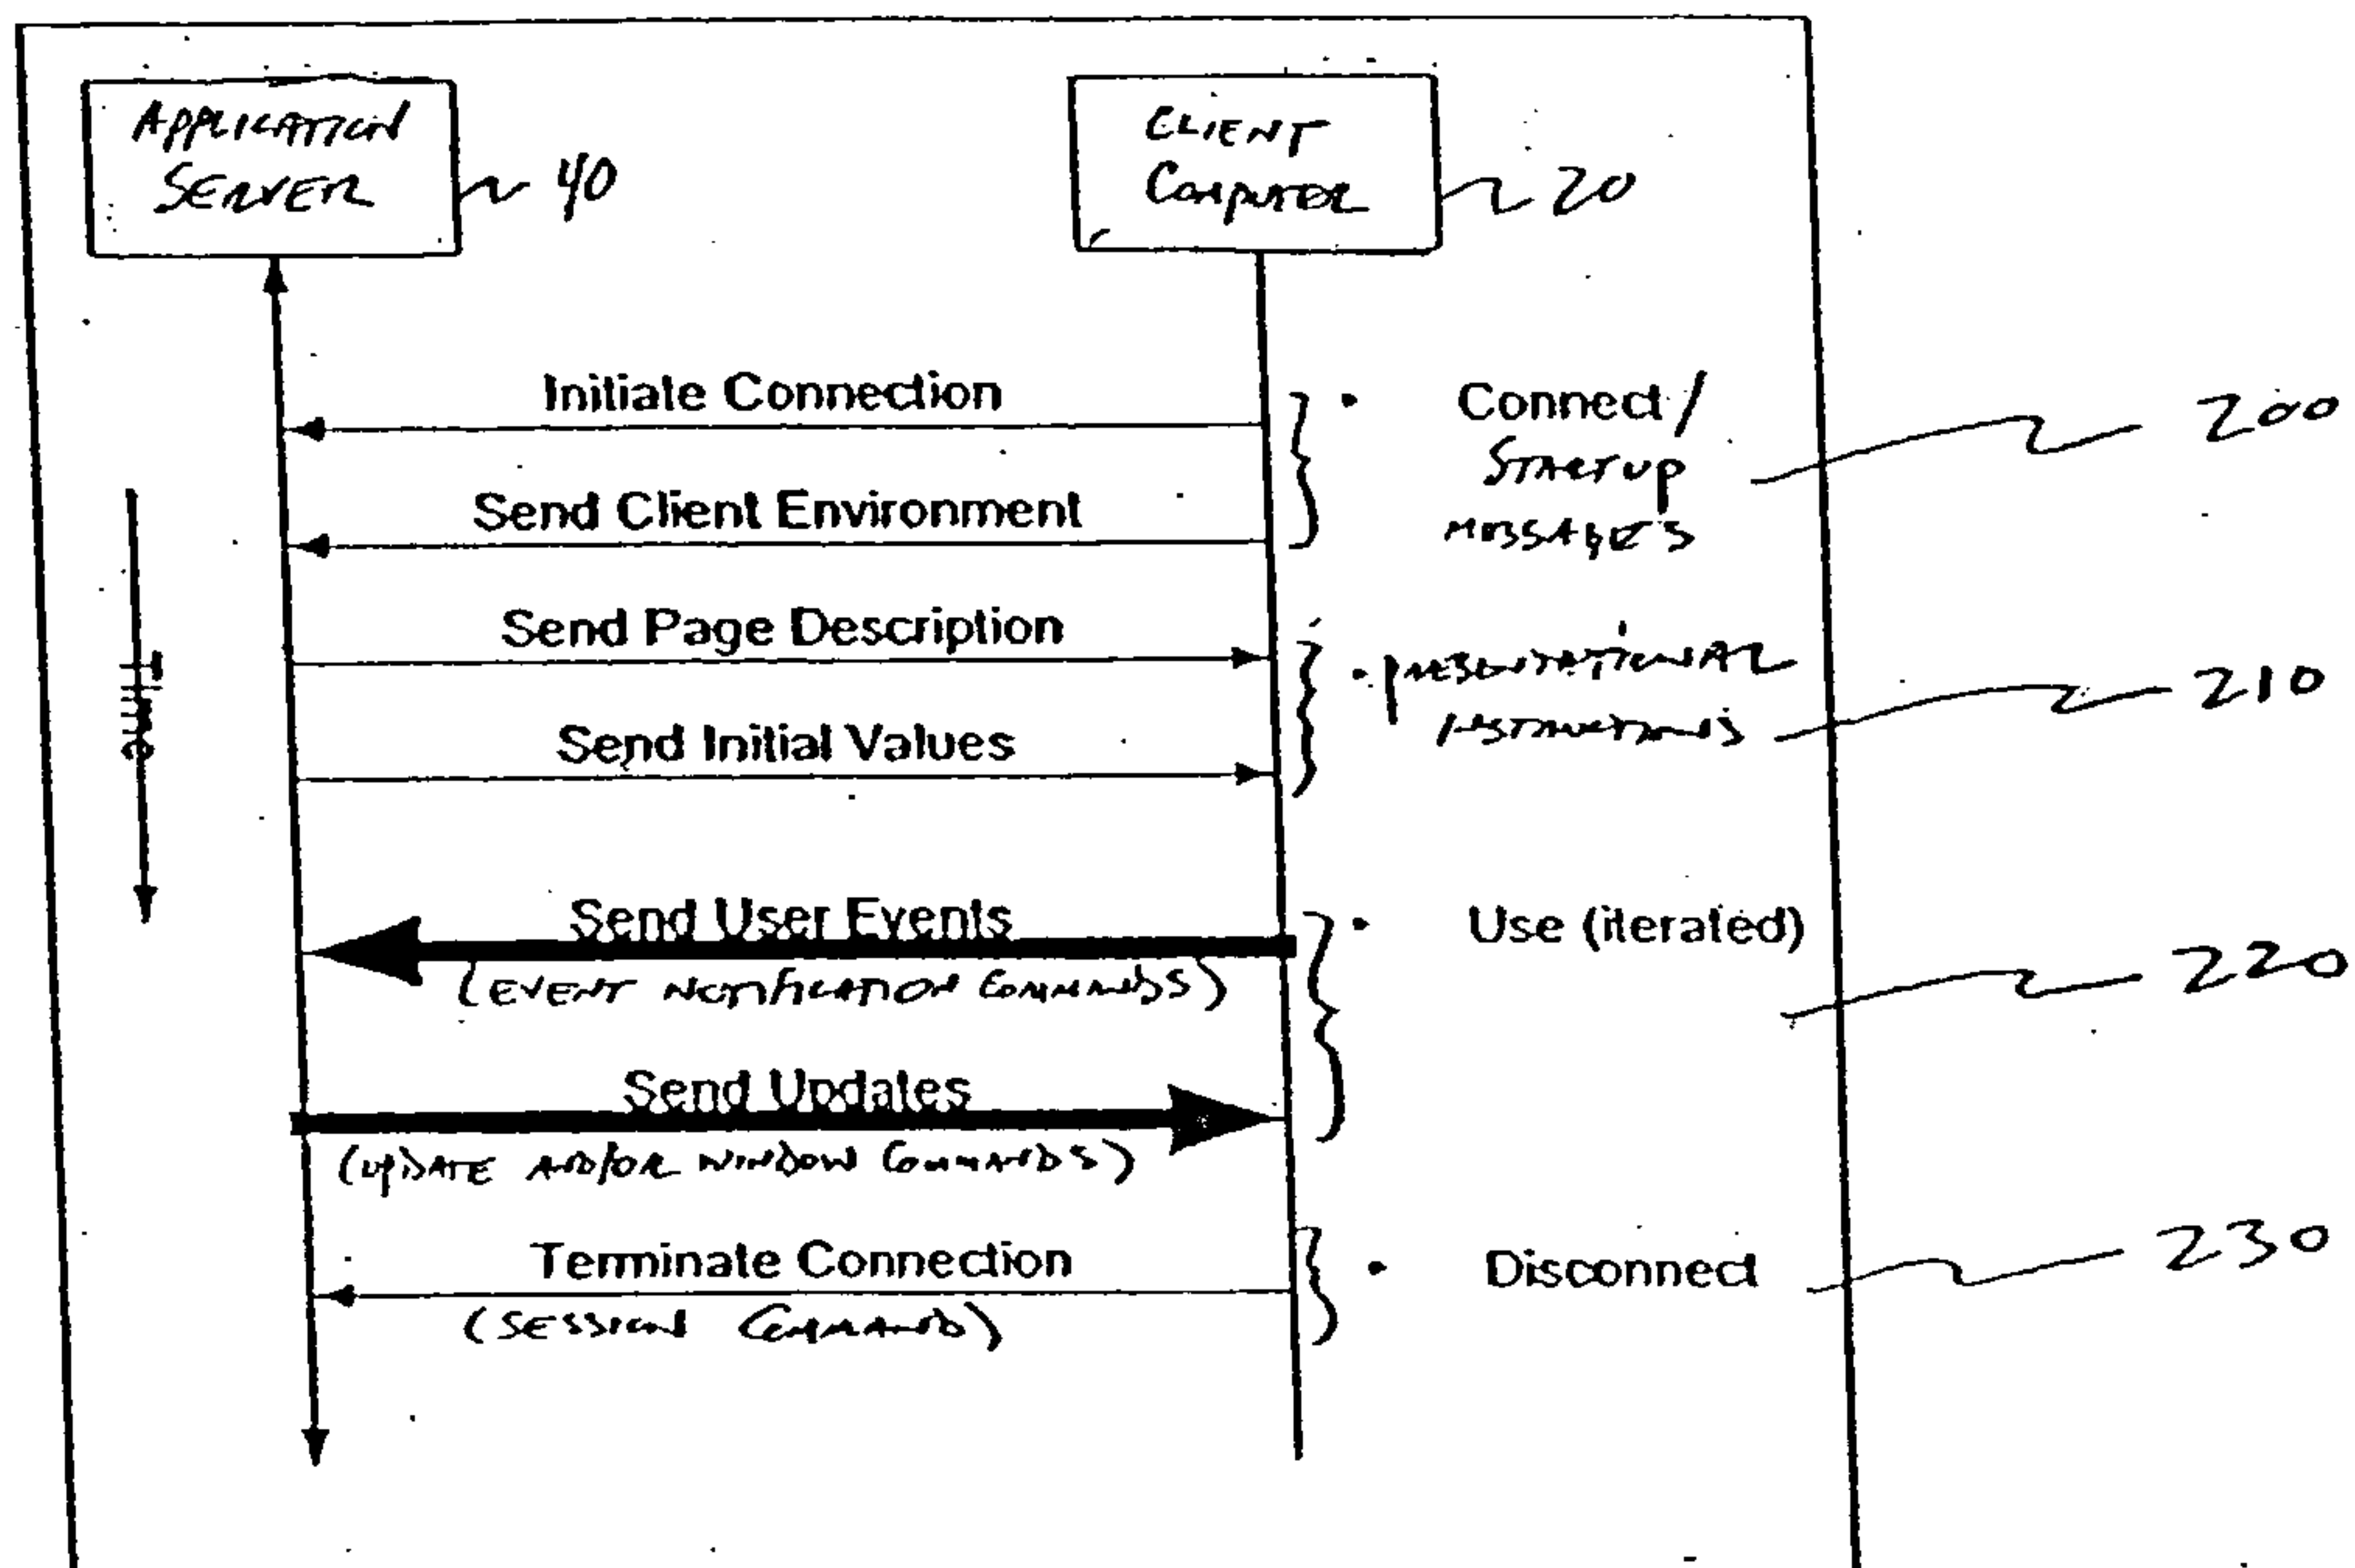 APPLICATION
SERVER
40
CLIENT
COMPUTER
20
Initiate Connection
Send Client Environment
Connect /
STARTUP
MESSAGES
200
Send Page Description
Send Initial Values
PRESENTATIONAL
INSTRUCTIONS
210
Time
Send User Events
(EVENT NOTIFICATION COMMANDS)
Use (iterated)
220
Send Updates
(UPDATE AND/OR WINDOW COMMANDS)
Terminate Connection
(SESSION COMMAND)
Disconnect
230